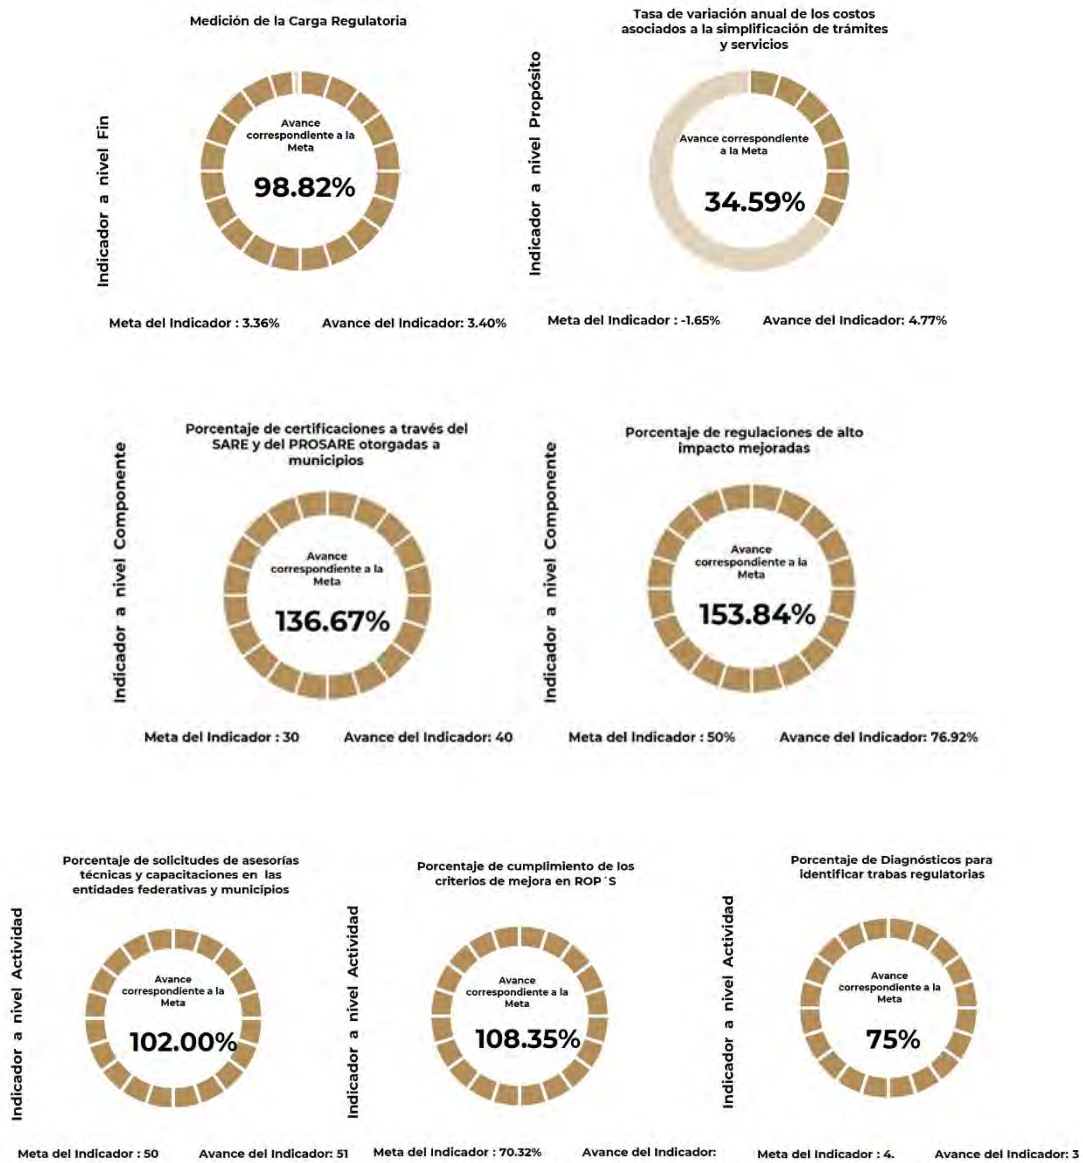 Medición de la Carga Regulatoria
Indicador a nivel Fin
Avance
correspondiente a la
Meta
98.82%
Meta del Indicador : 3.36%
Avance del Indicador: 3.40%
Tasa de variación anual de los costos
asociados a la simplificación de trámites
y servicios
Indicador a nivel Propósito
Avance correspondiente
a la Meta
34.59%
Meta del Indicador : -1.65%
Avance del Indicador: 4.77%
Porcentaje de certificaciones a través del
SARE y del PROSARE otorgadas a
municipios
Indicador a nivel Componente
Avance
correspondiente a la
Meta
136.67%
Meta del Indicador : 30
Avance del Indicador: 40
Porcentaje de regulaciones de alto
impacto mejoradas
Indicador a nivel Componente
Avance
correspondiente a la
Meta
153.84%
Meta del Indicador : 50%
Avance del Indicador: 76.92%
Porcentaje de solicitudes de asesorías
técnicas y capacitaciones en las
entidades federativas y municipios
Indicador a nivel Actividad
Avance
correspondiente a la
Meta
102.00%
Meta del Indicador : 50
Avance del Indicador: 51
Porcentaje de cumplimiento de los
criterios de mejora en ROP´S
Indicador a nivel Actividad
Avance
correspondiente a la
Meta
108.35%
Meta del Indicador : 70.32%
Avance del Indicador:
Porcentaje de Diagnósticos para
identificar trabas regulatorias
Indicador a nivel Actividad
Avance
correspondiente a la
Meta
75%
Meta del Indicador : 4.
Avance del Indicador: 3